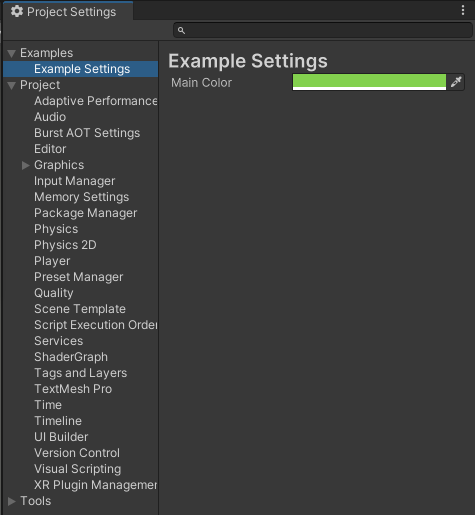 Project Settings
Examples
Example Settings
Project
Adaptive Performance
Audio
Burst AOT Settings
Editor
Graphics
Input Manager
Memory Settings
Package Manager
Physics
Physics 2D
Player
Preset Manager
Quality
Scene Template
Script Execution Order
Services
ShaderGraph
Tags and Layers
TextMesh Pro
Time
Timeline
UI Builder
Version Control
Visual Scripting
XR Plugin Managemen
Tools
Example Settings
Main Color